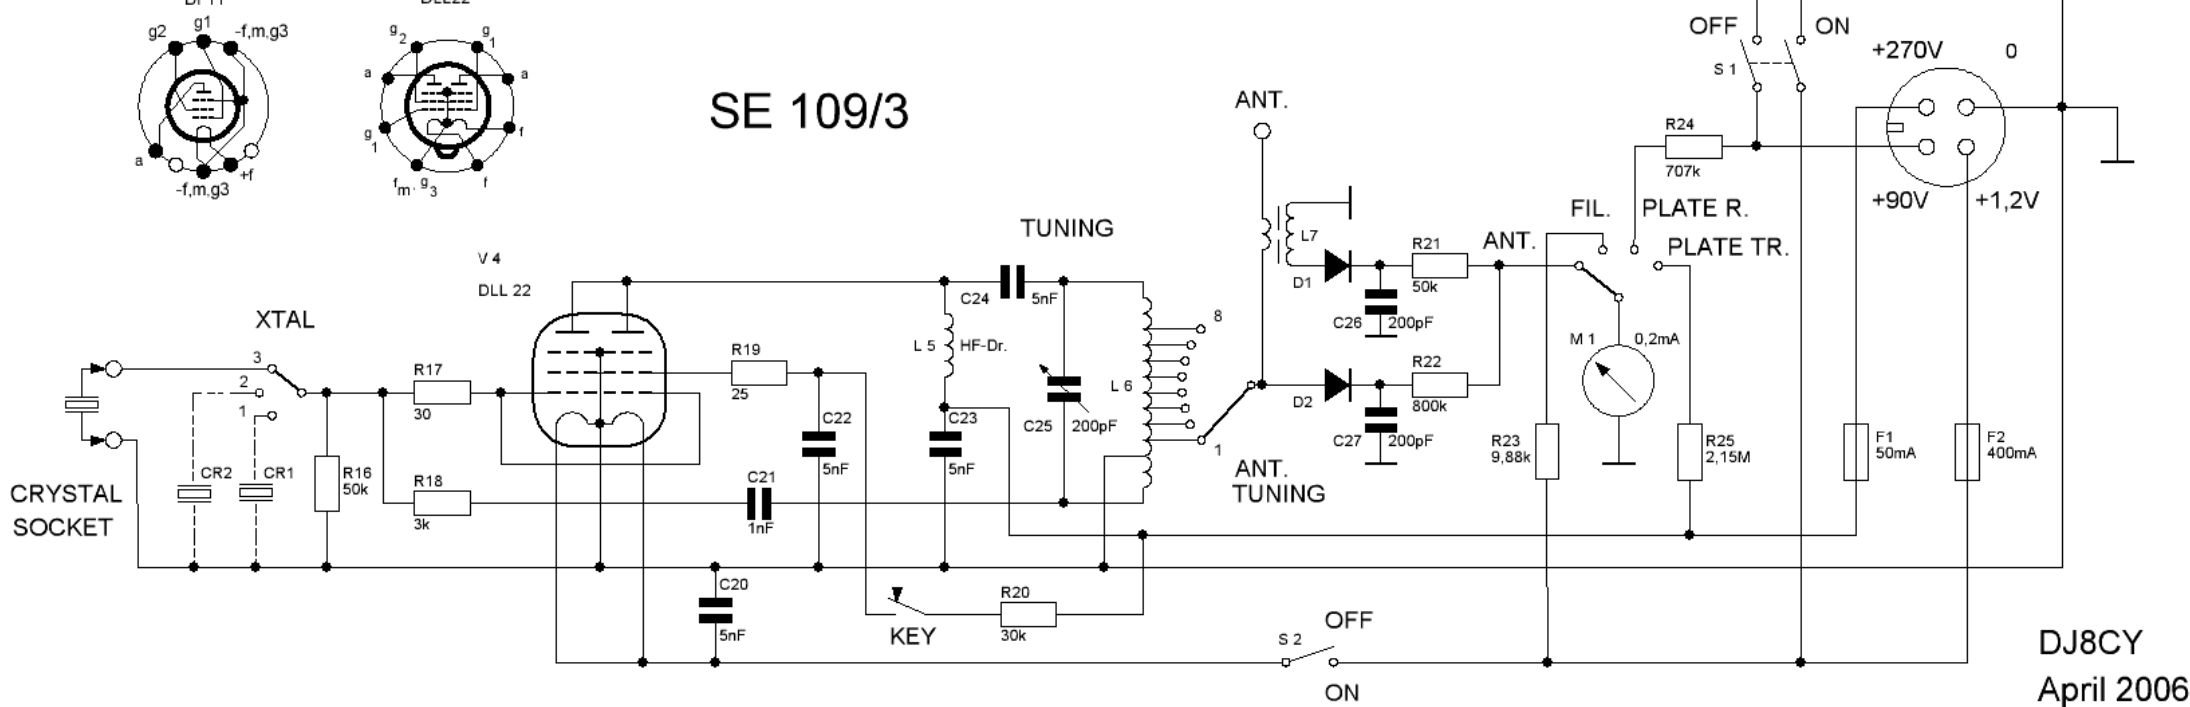 DLL22
g2
g1
-f,m,g3
a
+f
-f,m,g3
g2
g1
a
a
g1
f
fm. g3
f
SE 109/3
OFF
ON
S 1
+270V
0
+90V
+1,2V
R24
707k
ANT.
TUNING
FIL.
PLATE R.
PLATE TR.
ANT.
L7
D1
R21
50k
C26
200pF
M 1
0,2mA
V 4
DLL 22
C24
5nF
XTAL
3
2
1
R17
30
R19
25
L 5
HF-Dr.
L 6
8
1
D2
R22
800k
C27
200pF
C22
5nF
C23
5nF
C25
200pF
CR2
CR1
R16
50k
R18
3k
C21
1nF
ANT.
TUNING
R23
9,88k
R25
2,15M
F1
50mA
F2
400mA
CRYSTAL
SOCKET
C20
5nF
KEY
R20
30k
S 2
OFF
ON
DJ8CY
April 2006